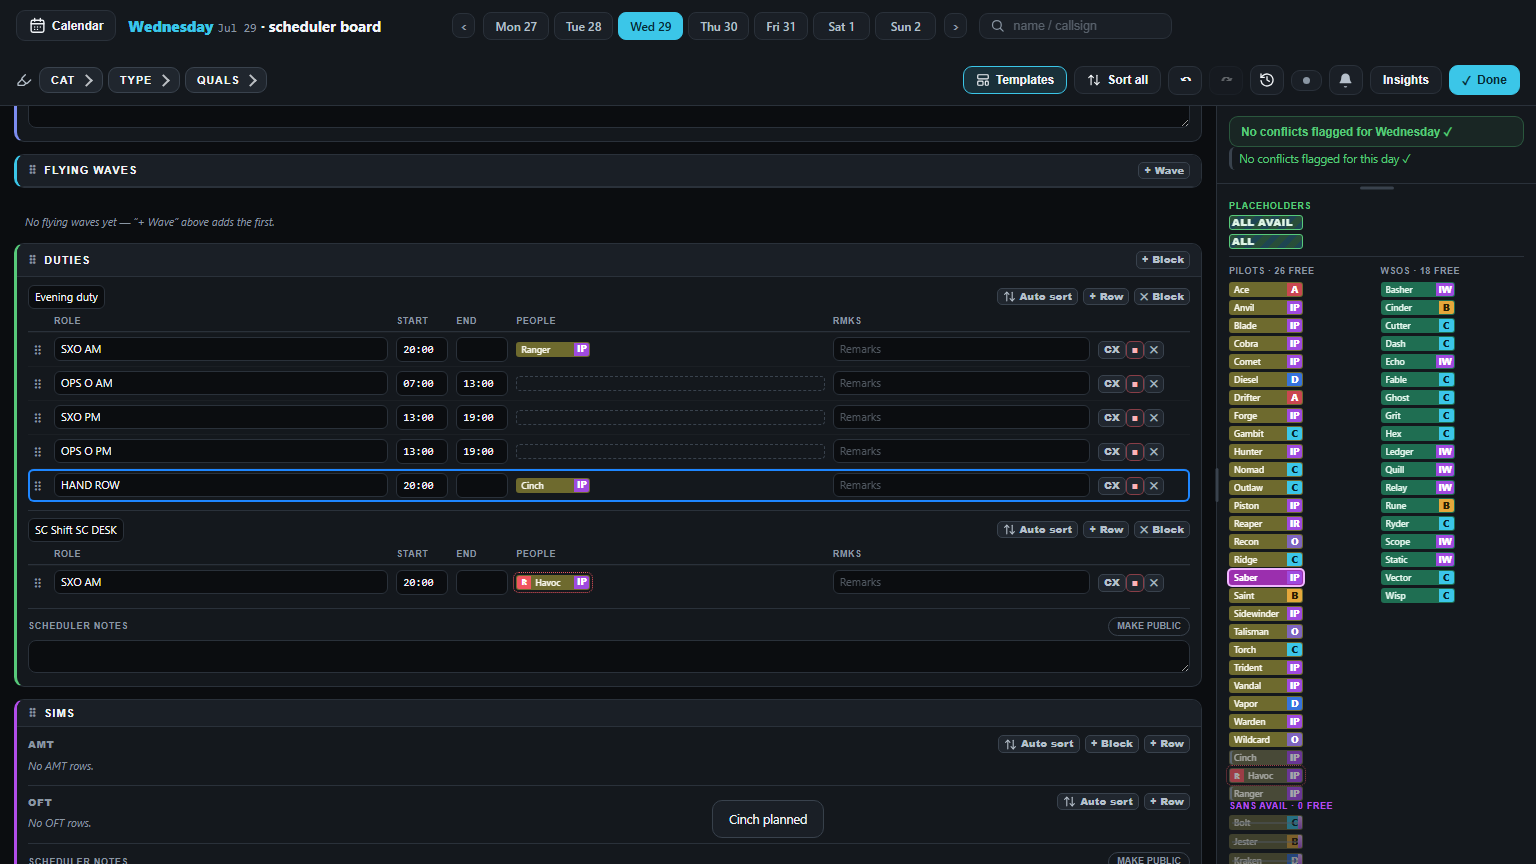 Calendar
Wednesday Jul 29 · scheduler board
‹ Mon 27 Tue 28 Wed 29 Thu 30 Fri 31 Sat 1 Sun 2 ›
name / callsign
CAT TYPE QUALS
Templates Sort all Insights ✓ Done
FLYING WAVES + Wave
No flying waves yet — "+ Wave" above adds the first.
DUTIES + Block
Evening duty Auto sort + Row ✕ Block
ROLE START END PEOPLE RMKS
SXO AM 20:00 Ranger IP Remarks CX ✕
OPS O AM 07:00 13:00 Remarks CX ✕
SXO PM 13:00 19:00 Remarks CX ✕
OPS O PM 13:00 19:00 Remarks CX ✕
HAND ROW 20:00 Cinch IP Remarks CX ✕
SC Shift SC DESK Auto sort + Row ✕ Block
ROLE START END PEOPLE RMKS
SXO AM 20:00 R Havoc IP Remarks CX ✕
SCHEDULER NOTES MAKE PUBLIC
SIMS
AMT Auto sort + Block + Row
No AMT rows.
OFT Auto sort + Row
No OFT rows.
Cinch planned
SCHEDULER NOTES MAKE PUBLIC
No conflicts flagged for Wednesday ✓
No conflicts flagged for this day ✓
PLACEHOLDERS
ALL AVAIL
ALL
PILOTS · 26 FREE
Ace A
Anvil IP
Blade IP
Cobra IP
Comet IP
Diesel D
Drifter A
Forge IP
Gambit C
Hunter IP
Nomad C
Outlaw C
Piston IP
Reaper IR
Recon O
Ridge C
Saber IP
Saint B
Sidewinder IP
Talisman O
Torch C
Trident IP
Vandal IP
Vapor D
Warden IP
Wildcard O
Cinch IP
R Havoc IP
Ranger IP
SANS AVAIL · 0 FREE
Bolt C
Jester B
Kraken D
WSOS · 18 FREE
Basher IW
Cinder B
Cutter C
Dash C
Echo IW
Fable C
Ghost C
Grit C
Hex C
Ledger IW
Quill IW
Relay IW
Rune B
Ryder C
Scope IW
Static IW
Vector C
Wisp C